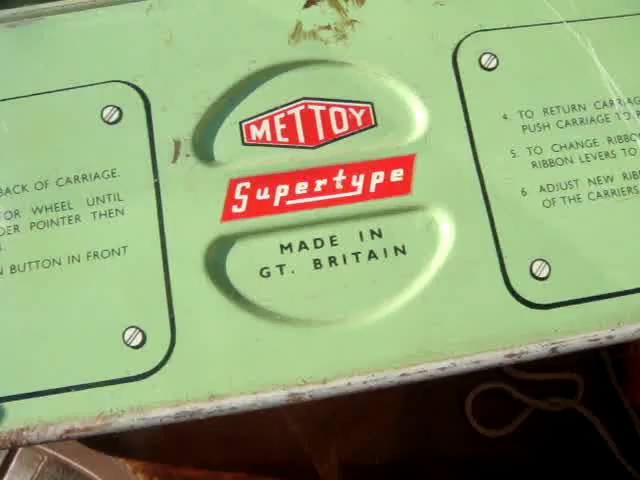 BACK OF CARRIAGE.
TOR WHEEL UNTIL
DER POINTER THEN
N BUTTON IN FRONT
METTOY
Supertype
MADE IN
GT. BRITAIN
4. TO RETURN CARRIAG
PUSH CARRIAGE TO R
5. TO CHANGE RIBBO
RIBBON LEVERS TO
6. ADJUST NEW RIB
OF THE CARRIERS